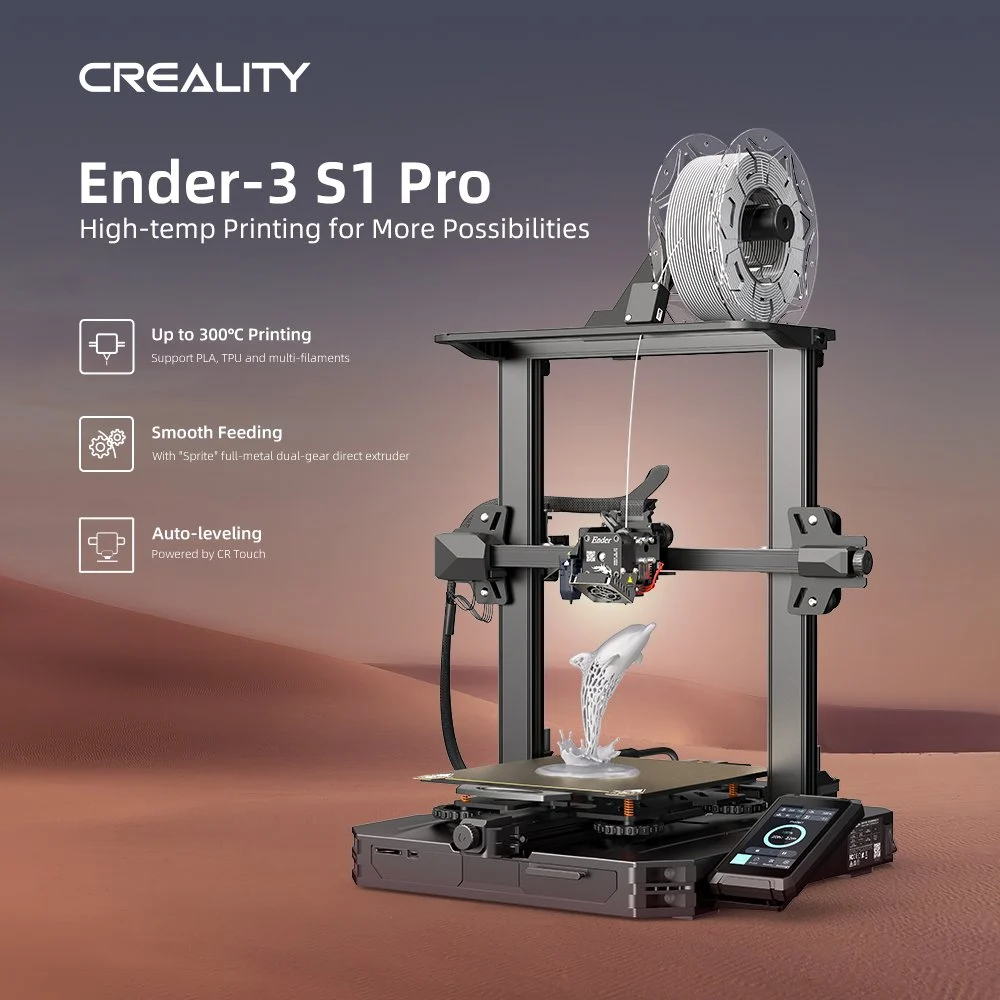 CREALITY
Ender-3 S1 Pro
High-temp Printing for More Possibilities
Up to 300℃ Printing
Support PLA, TPU and multi-filaments
Smooth Feeding
With "Sprite" full-metal dual-gear direct extruder
Auto-leveling
Powered by CR Touch
Ender